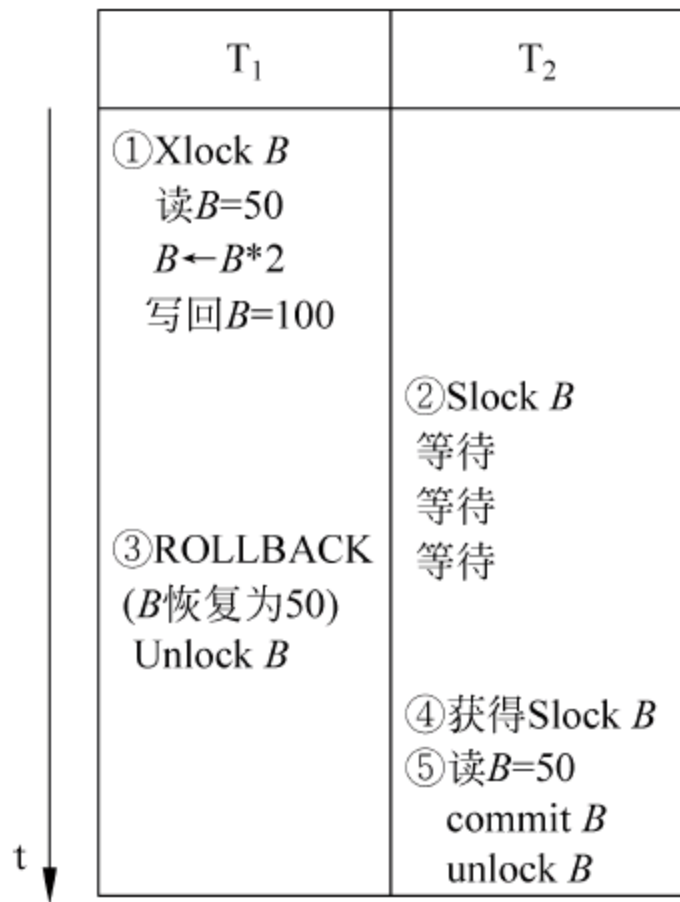 T₁ T₂
①Xlock B
读B=50
B←B*2
写回B=100
②Slock B
等待
等待
等待
③ROLLBACK
(B恢复为50)
Unlock B
④获得Slock B
⑤读B=50
commit B
unlock B
t